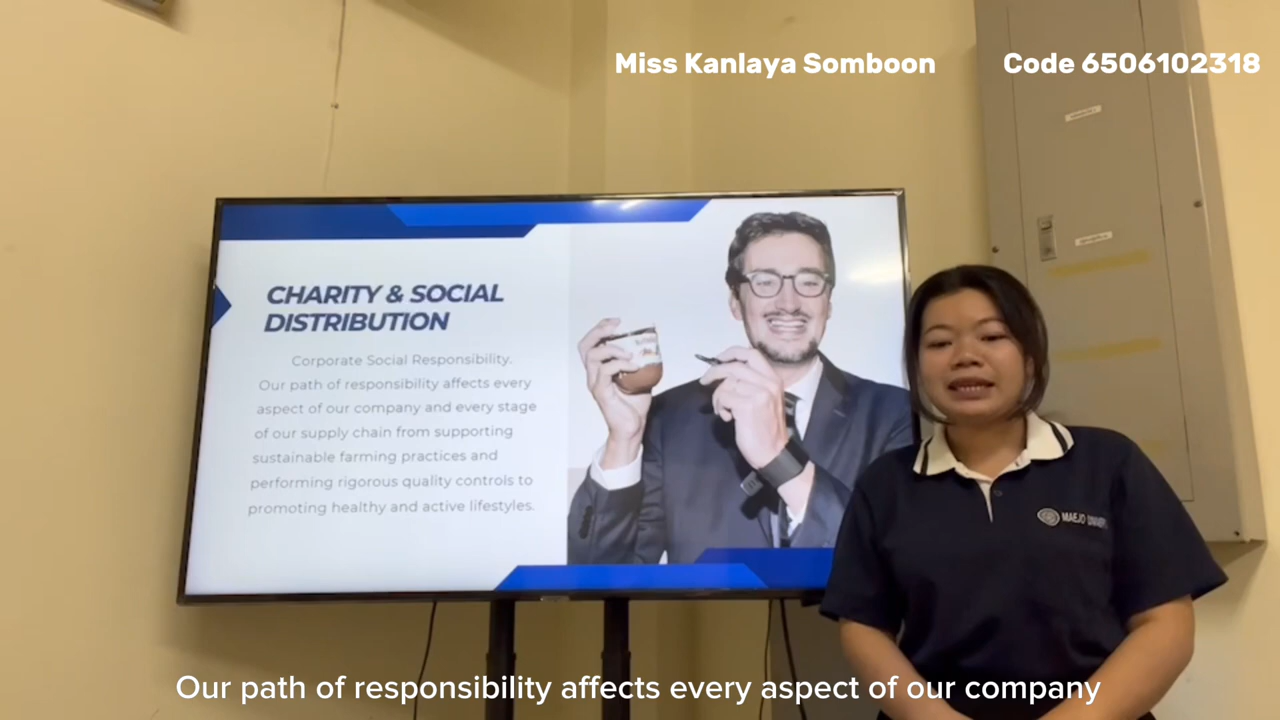 Miss Kanlaya Somboon Code 6506102318
CHARITY & SOCIAL
DISTRIBUTION
Corporate Social Responsibility.
Our path of responsibility affects every
aspect of our company and every stage
of our supply chain from supporting
sustainable farming practices and
performing rigorous quality controls to
promoting healthy and active lifestyles.
MAEJO
Our path of responsibility affects every aspect of our company